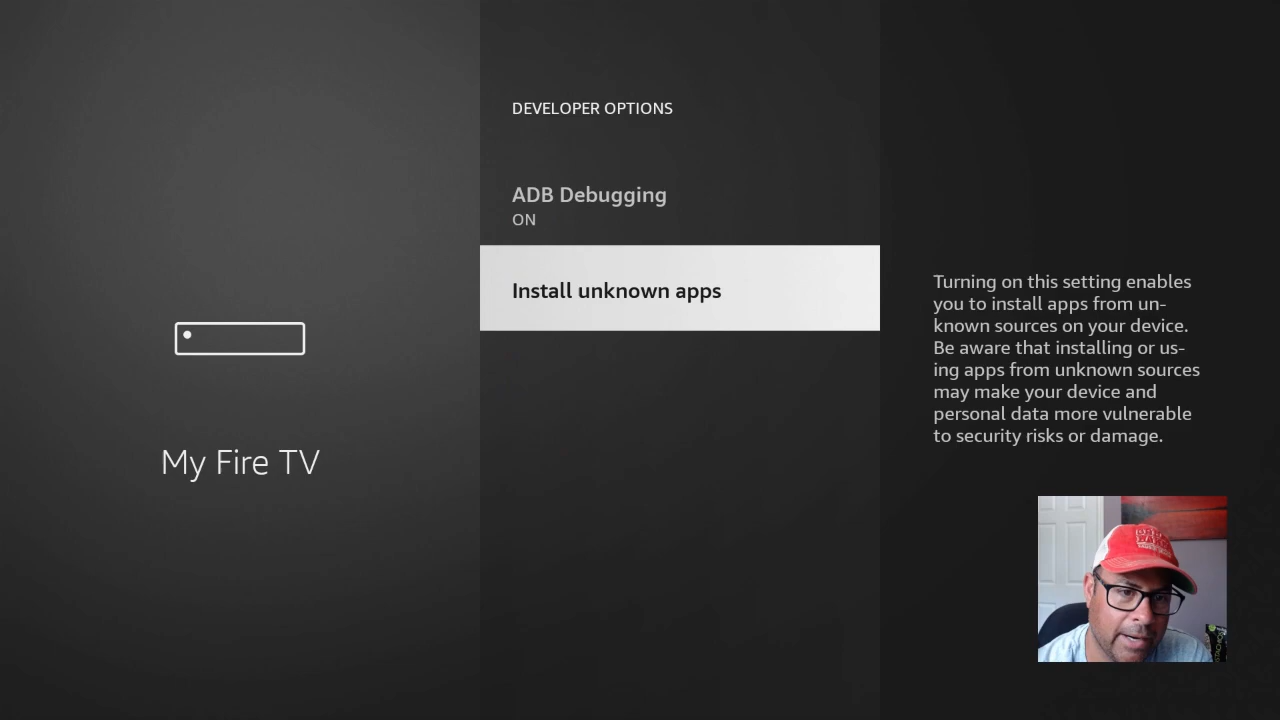 DEVELOPER OPTIONS
ADB Debugging
ON
Install unknown apps
My Fire TV
Turning on this setting enables
you to install apps from un-
known sources on your device.
Be aware that installing or us-
ing apps from unknown sources
may make your device and
personal data more vulnerable
to security risks or damage.